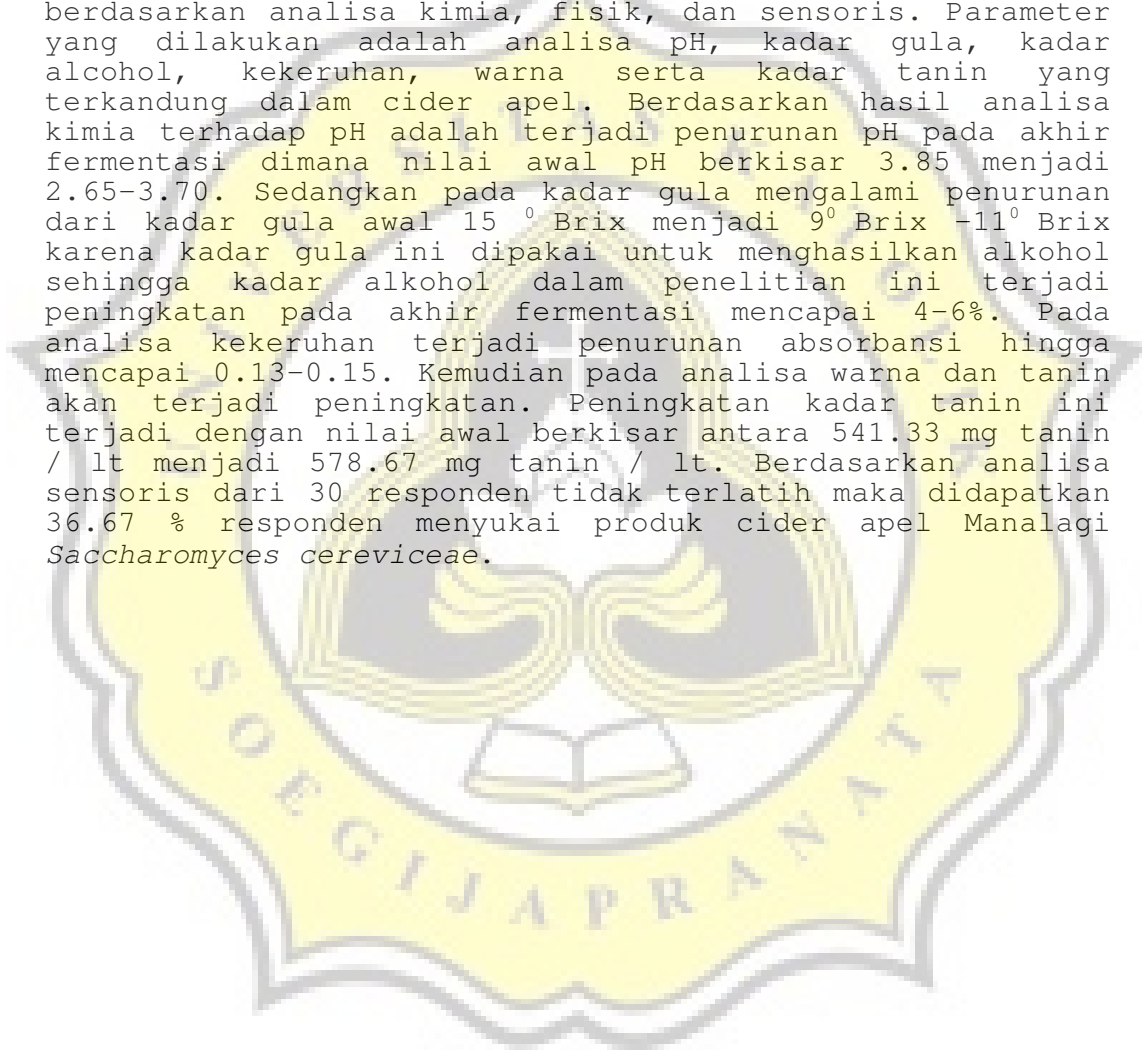 berdasarkan analisa kimia, fisik, dan sensoris. Parameter
yang dilakukan adalah analisa pH, kadar gula, kadar
alcohol, kekeruhan, warna serta kadar tanin yang
terkandung dalam cider apel. Berdasarkan hasil analisa
kimia terhadap pH adalah terjadi penurunan pH pada akhir
fermentasi dimana nilai awal pH berkisar 3.85 menjadi
2.65-3.70. Sedangkan pada kadar gula mengalami penurunan
dari kadar gula awal 15 ⁰ Brix menjadi 9⁰ Brix -11⁰ Brix
karena kadar gula ini dipakai untuk menghasilkan alkohol
sehingga kadar alkohol dalam penelitian ini terjadi
peningkatan pada akhir fermentasi mencapai 4-6%. Pada
analisa kekeruhan terjadi penurunan absorbansi hingga
mencapai 0.13-0.15. Kemudian pada analisa warna dan tanin
akan terjadi peningkatan. Peningkatan kadar tanin ini
terjadi dengan nilai awal berkisar antara 541.33 mg tanin
/ lt menjadi 578.67 mg tanin / lt. Berdasarkan analisa
sensoris dari 30 responden tidak terlatih maka didapatkan
36.67 % responden menyukai produk cider apel Manalagi
Saccharomyces cereviceae.
UNIVERSITAS KATOLIK
SOEGIJAPRANATA